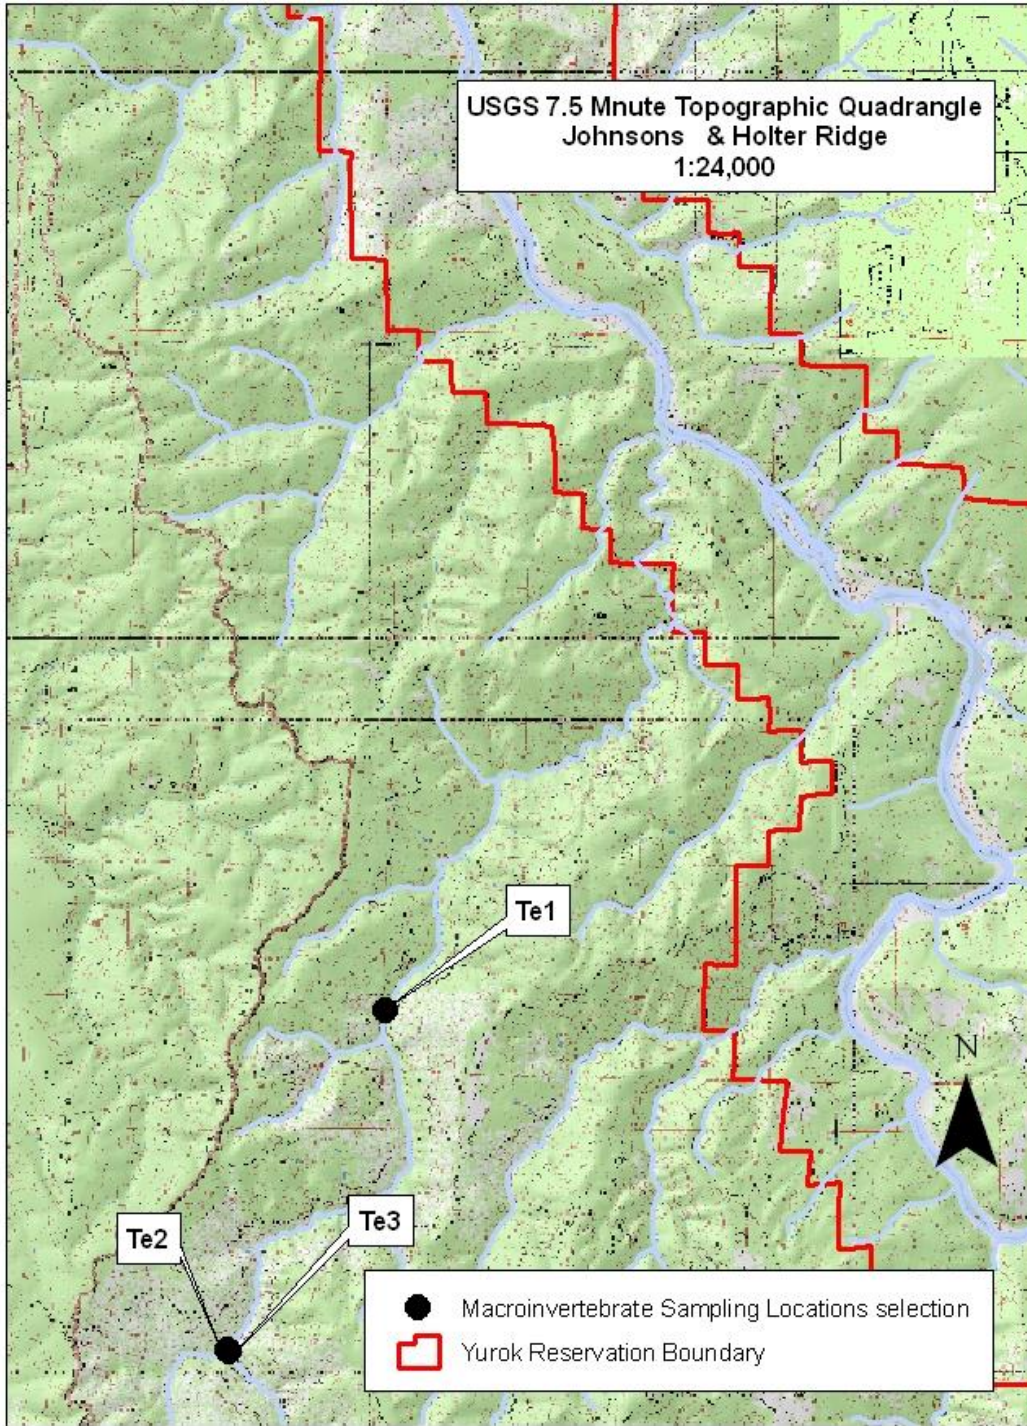 USGS 7.5 Mnute Topographic Quadrangle
Johnsons & Holter Ridge
1:24,000
Te1
N
Te2
Te3
Macroinvertebrate Sampling Locations selection
Yurok Reservation Boundary